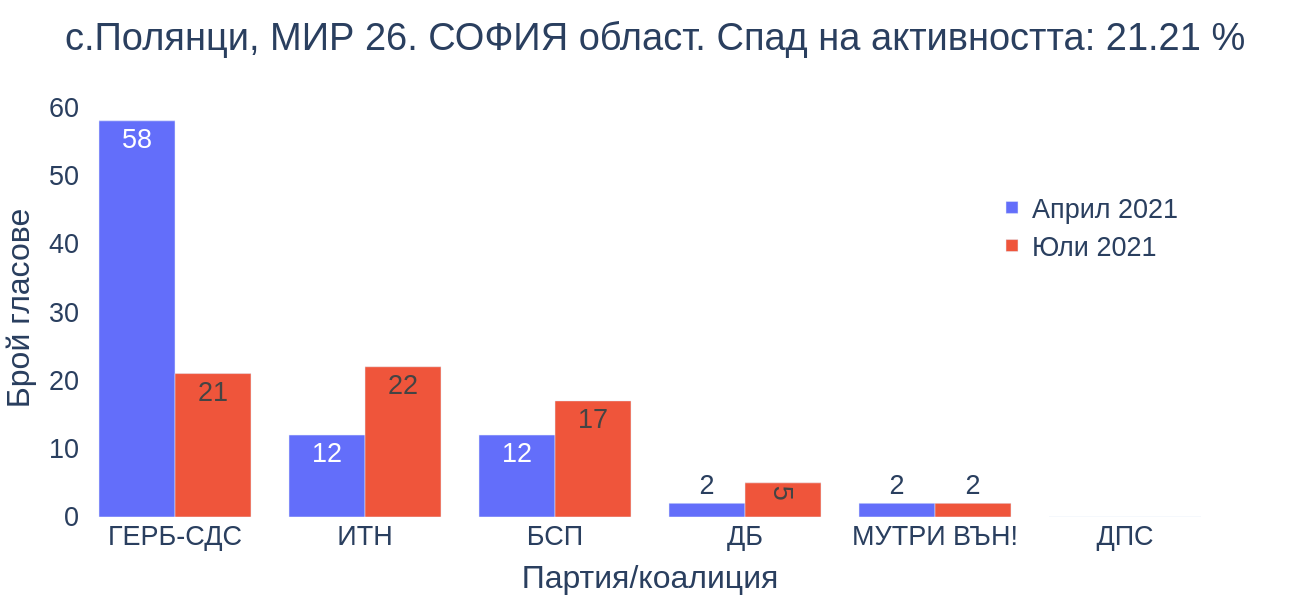 с.Полянци, МИР 26. СОФИЯ област. Спад на активността: 21.21 %
Брой гласове
60
50
40
30
20
10
0
58
21
12
22
12
17
2
5
2
2
Април 2021
Юли 2021
ГЕРБ-СДС
ИТН
БСП
ДБ
МУТРИ ВЪН!
ДПС
Партия/коалиция